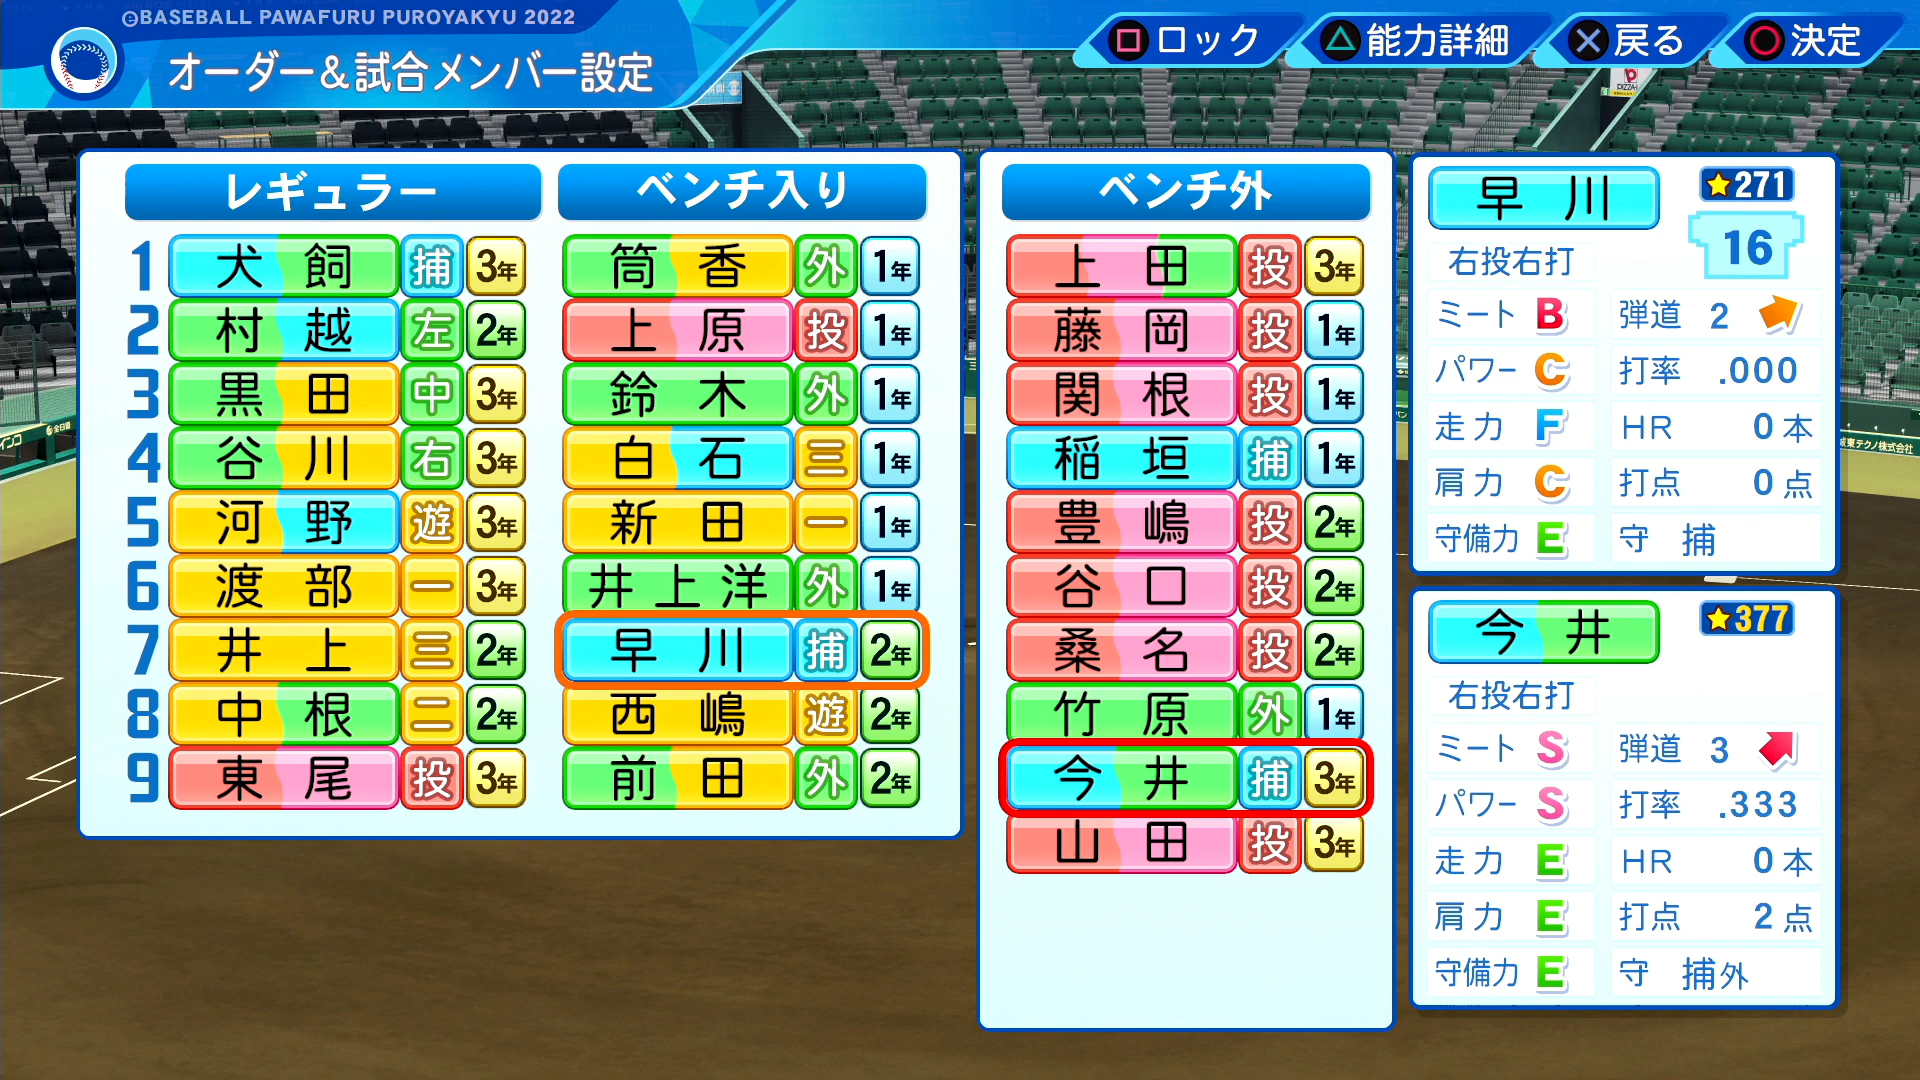 eBASEBALL PAWAFURU PUROYAKYU 2022
オーダー＆試合メンバー設定
ロック
能力詳細
戻る
決定
レギュラー
1 犬飼 捕 3年
2 村越 左 2年
3 黒田 中 3年
4 谷川 右 3年
5 河野 遊 3年
6 渡部 一 3年
7 井上 三 2年
8 中根 二 2年
9 東尾 投 3年
ベンチ入り
筒香 外 1年
上原 投 1年
鈴木 外 1年
白石 三 1年
新田 一 1年
井上洋 外 1年
早川 捕 2年
西嶋 遊 2年
前田 外 2年
ベンチ外
上田 投 3年
藤岡 投 1年
関根 投 1年
稲垣 捕 1年
豊嶋 投 2年
谷口 投 2年
桑名 投 2年
竹原 外 1年
今井 捕 3年
山田 投 3年
早川 ★271
右投右打 16
ミート B 弾道 2
パワー C 打率 .000
走力 F HR 0本
肩力 C 打点 0点
守備力 E 守 捕
今井 ★377
右投右打
ミート S 弾道 3
パワー S 打率 .333
走力 E HR 0本
肩力 E 打点 2点
守備力 E 守 捕外